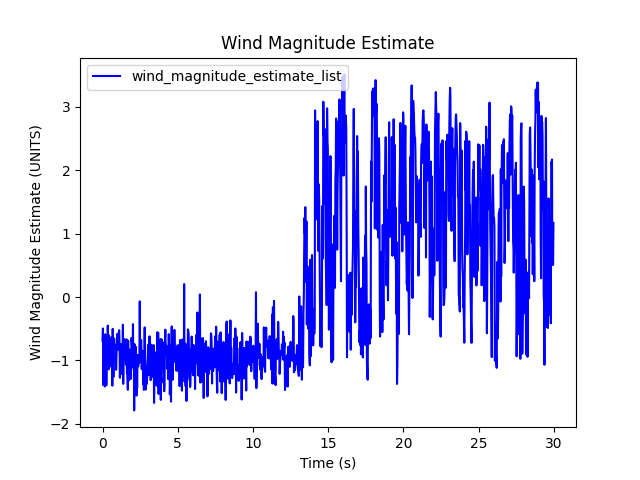 Wind Magnitude Estimate
wind_magnitude_estimate_list
Wind Magnitude Estimate (UNITS)
3
2
1
0
−1
−2
0 5 10 15 20 25 30
Time (s)